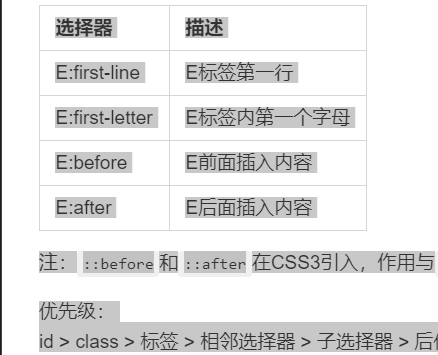 选择器 描述
E:first-line E标签第一行
E:first-letter E标签内第一个字母
E:before E前面插入内容
E:after E后面插入内容
注： ::before 和 ::after 在CSS3引入，作用与
优先级：
id > class > 标签 > 相邻选择器 > 子选择器 > 后